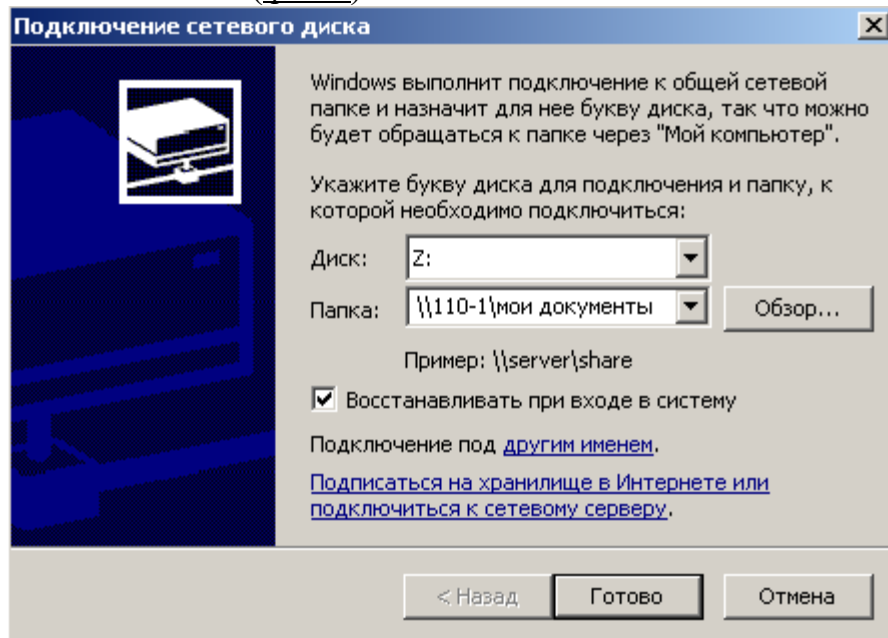 Подключение сетевого диска
Windows выполнит подключение к общей сетевой
папке и назначит для нее букву диска, так что можно
будет обращаться к папке через "Мой компьютер".
Укажите букву диска для подключения и папку, к
которой необходимо подключиться:
Диск: Z:
Папка: \\110-1\мои документы Обзор...
Пример: \\server\share
Восстанавливать при входе в систему
Подключение под другим именем.
Подписаться на хранилище в Интернете или
подключиться к сетевому серверу.
< Назад Готово Отмена